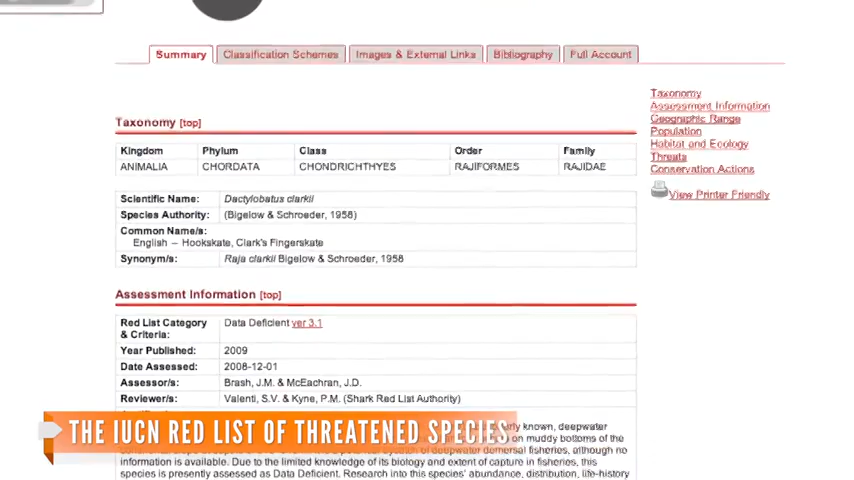 Summary Classification Schemes Images & External Links Bibliography Full Account
Taxonomy [top]
Kingdom Phylum Class Order Family
ANIMALIA CHORDATA CHONDRICHTHYES RAJIFORMES RAJIDAE
Scientific Name: Dactylobatus clarkii
Species Authority: (Bigelow & Schroeder, 1958)
Common Name/s:
English – Hookskate, Clark's Fingerskate
Synonym/s: Raja clarkii Bigelow & Schroeder, 1958
Assessment Information [top]
Red List Category & Criteria: Data Deficient ver 3.1
Year Published: 2009
Date Assessed: 2008-12-01
Assessor/s: Brash, J.M. & McEachran, J.D.
Reviewer/s: Valenti, S.V. & Kyne, P.M. (Shark Red List Authority)
known, deepwater
on muddy bottoms of the
of deepwater demersal fisheries, although no
information is available. Due to the limited knowledge of its biology and extent of capture in fisheries, this
species is presently assessed as Data Deficient. Research into this species' abundance, distribution, life-history
Taxonomy
Assessment Information
Geographic Range
Population
Habitat and Ecology
Threats
Conservation Actions
View Printer Friendly
THE IUCN RED LIST OF THREATENED SPECIES